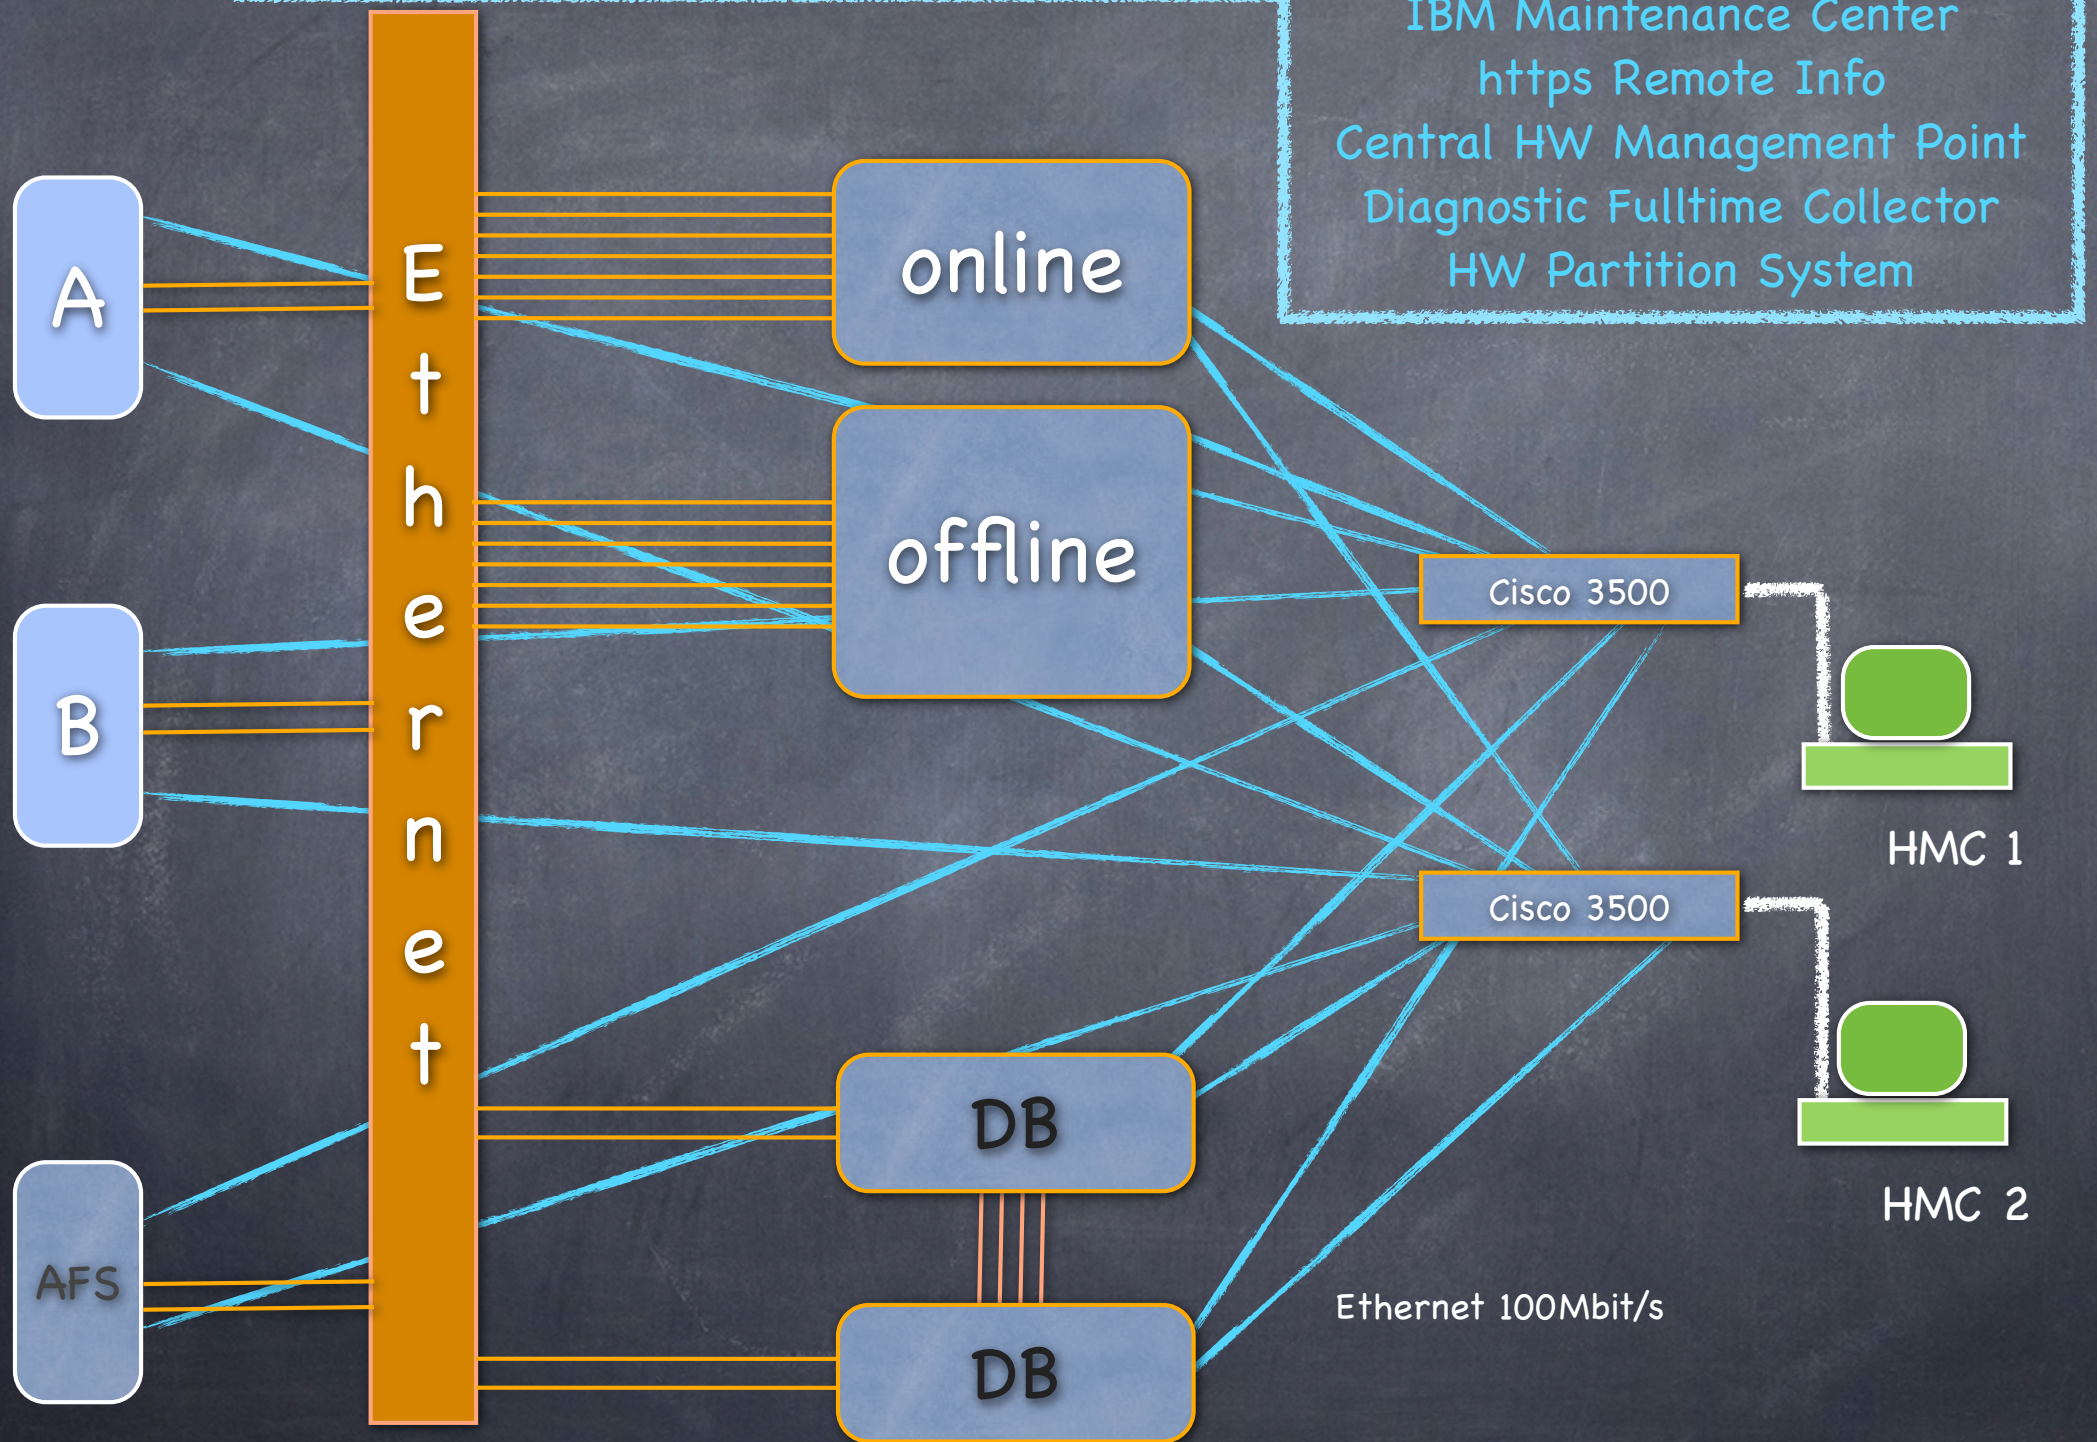 IBM Maintenance Center
https Remote Info
Central HW Management Point
Diagnostic Fulltime Collector
HW Partition System
A
B
AFS
Ethernet
online
offline
Cisco 3500
HMC 1
Cisco 3500
HMC 2
DB
DB
Ethernet 100Mbit/s